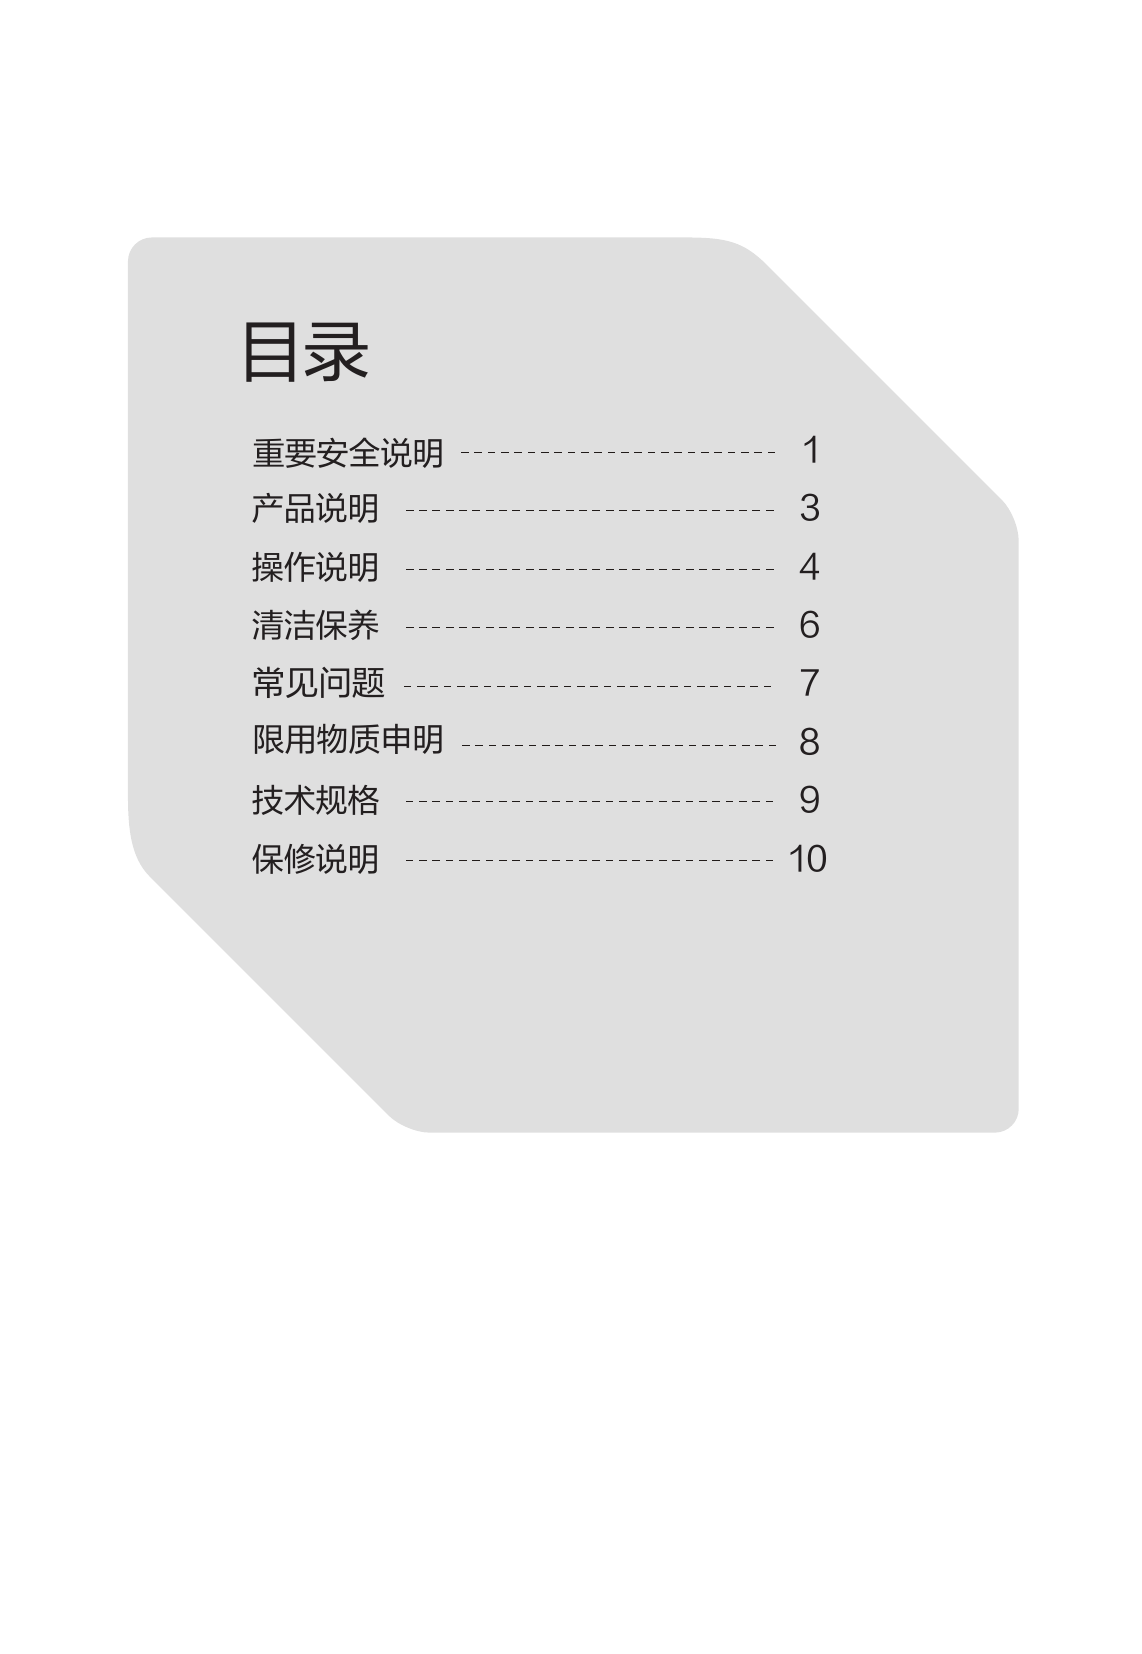 目录
重要安全说明 ------------------------ 1
产品说明 ---------------------------- 3
操作说明 ---------------------------- 4
清洁保养 ---------------------------- 6
常见问题 ---------------------------- 7
限用物质申明 ------------------------ 8
技术规格 ---------------------------- 9
保修说明 ---------------------------- 10